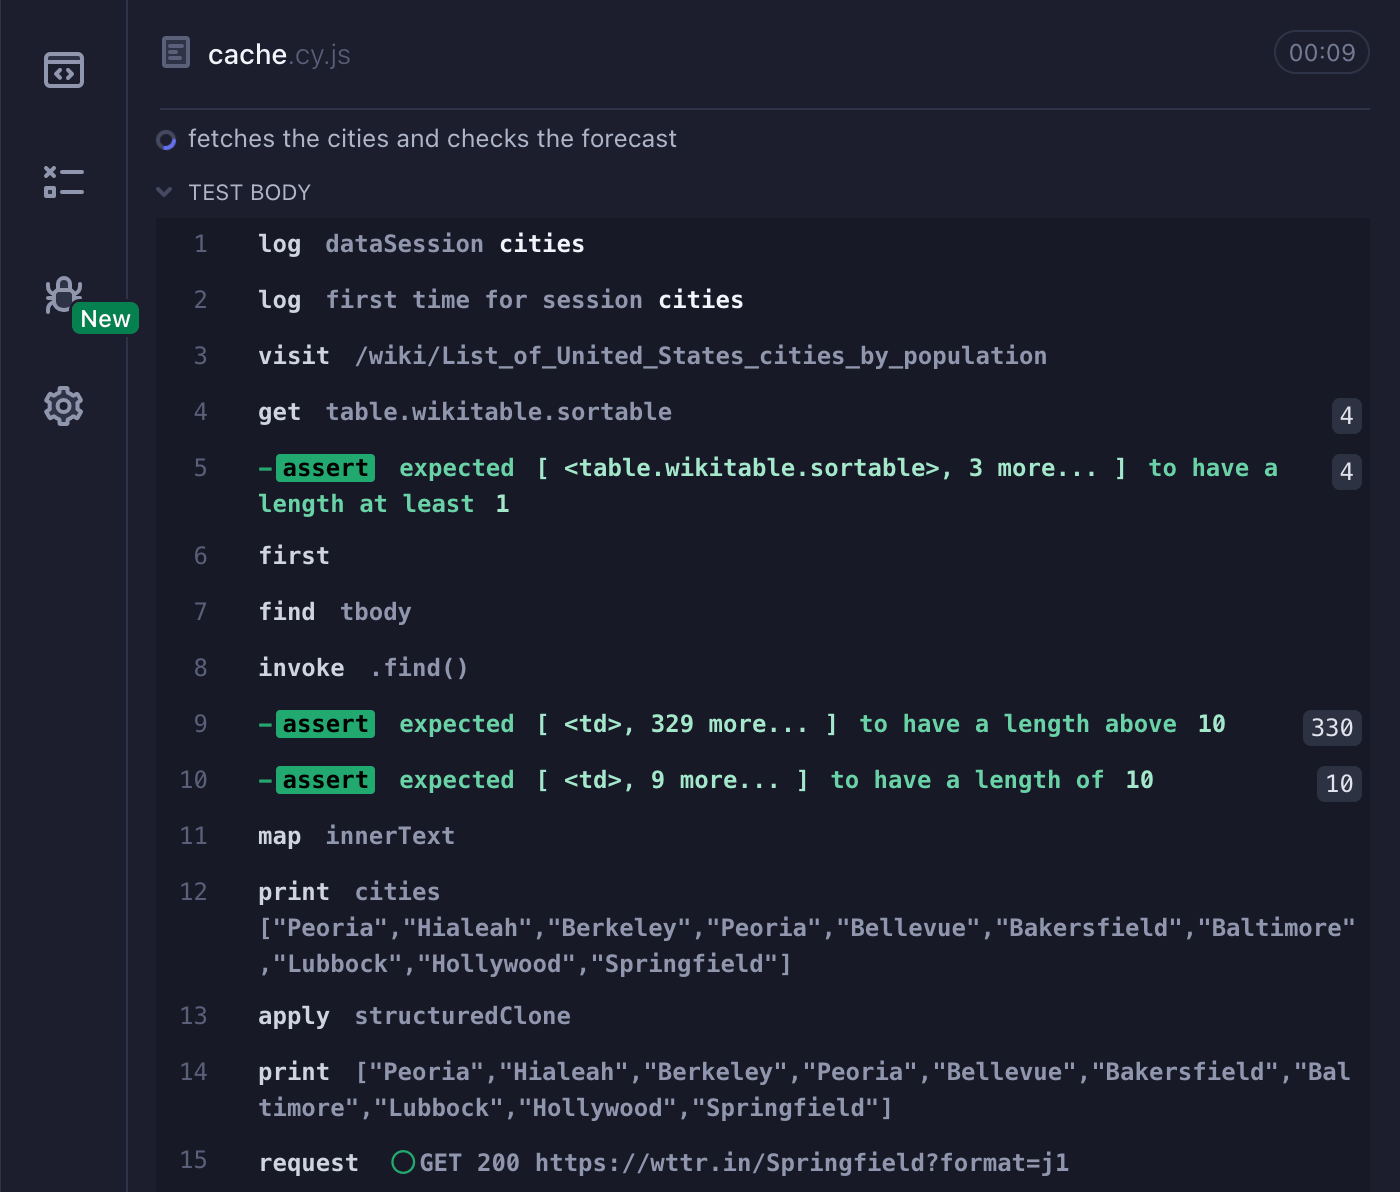 cache.cy.js
00:09
fetches the cities and checks the forecast
TEST BODY
1 log dataSession cities
2 log first time for session cities
New
3 visit /wiki/List_of_United_States_cities_by_population
4 get table.wikitable.sortable 4
5 -assert expected [ <table.wikitable.sortable>, 3 more... ] to have a 4
length at least 1
6 first
7 find tbody
8 invoke .find()
9 -assert expected [ <td>, 329 more... ] to have a length above 10 330
10 -assert expected [ <td>, 9 more... ] to have a length of 10 10
11 map innerText
12 print cities
["Peoria","Hialeah","Berkeley","Peoria","Bellevue","Bakersfield","Baltimore"
,"Lubbock","Hollywood","Springfield"]
13 apply structuredClone
14 print ["Peoria","Hialeah","Berkeley","Peoria","Bellevue","Bakersfield","Bal
timore","Lubbock","Hollywood","Springfield"]
15 request GET 200 https://wttr.in/Springfield?format=j1